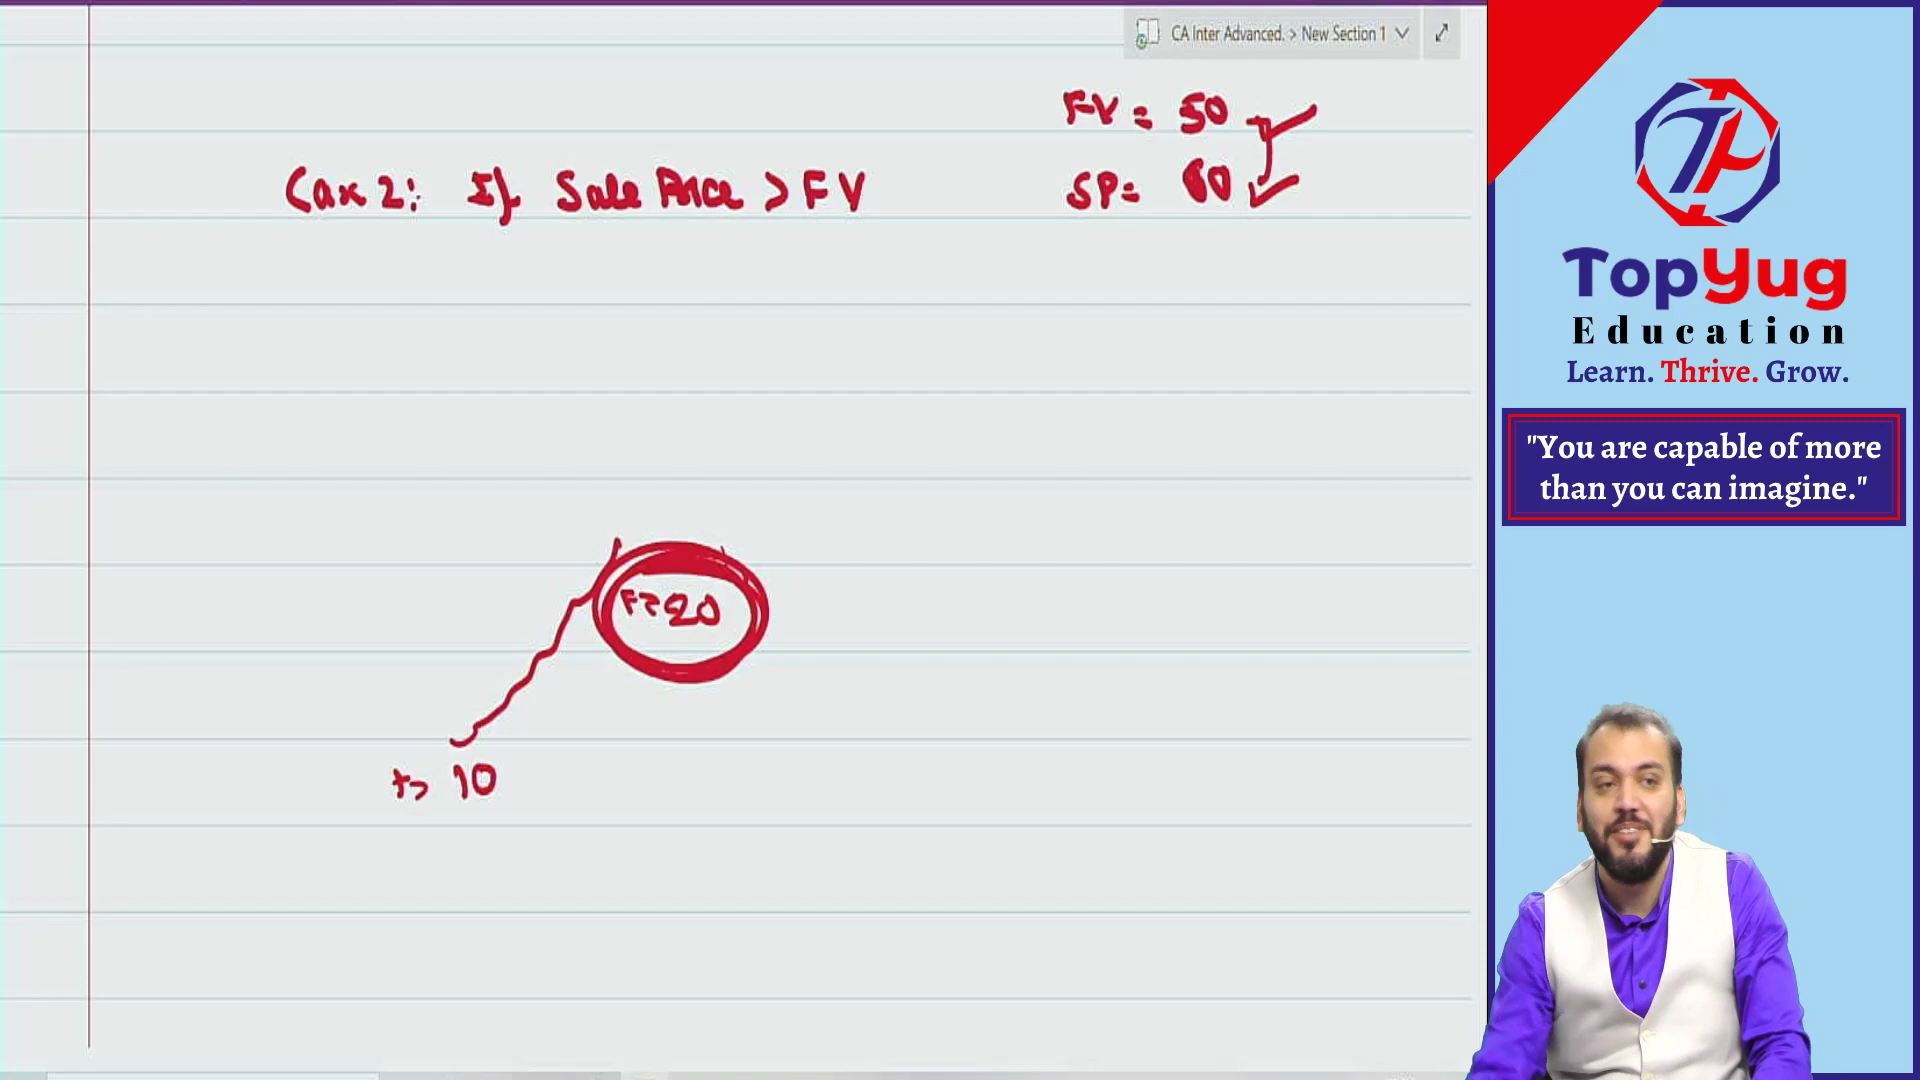 CA Inter Advanced. > New Section 1
FV = 50
SP = 60
Case 2: If Sale Price > FV
10
TopYug
Education
Learn. Thrive. Grow.
"You are capable of more
than you can imagine."